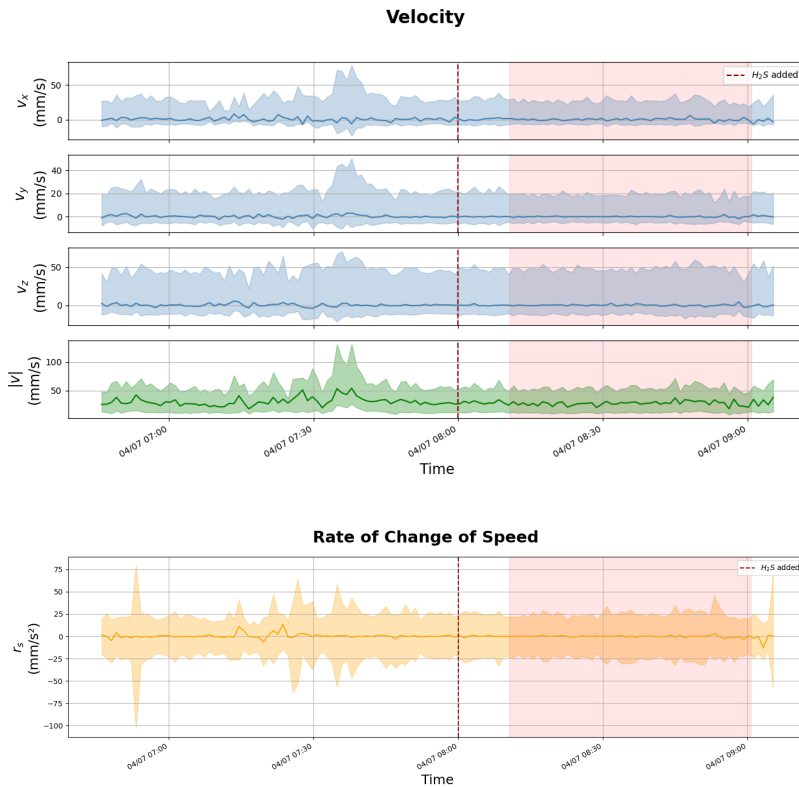 Velocity
H₂S added
v_x
(mm/s)
50
0
v_y
(mm/s)
40
20
0
v_z
(mm/s)
50
0
|v|
(mm/s)
100
50
04/07 07:00
04/07 07:30
04/07 08:00
04/07 08:30
04/07 09:00
Time
Rate of Change of Speed
H₂S added
r_s
(mm/s²)
75
50
25
0
−25
−50
−75
−100
04/07 07:00
04/07 07:30
04/07 08:00
04/07 08:30
04/07 09:00
Time